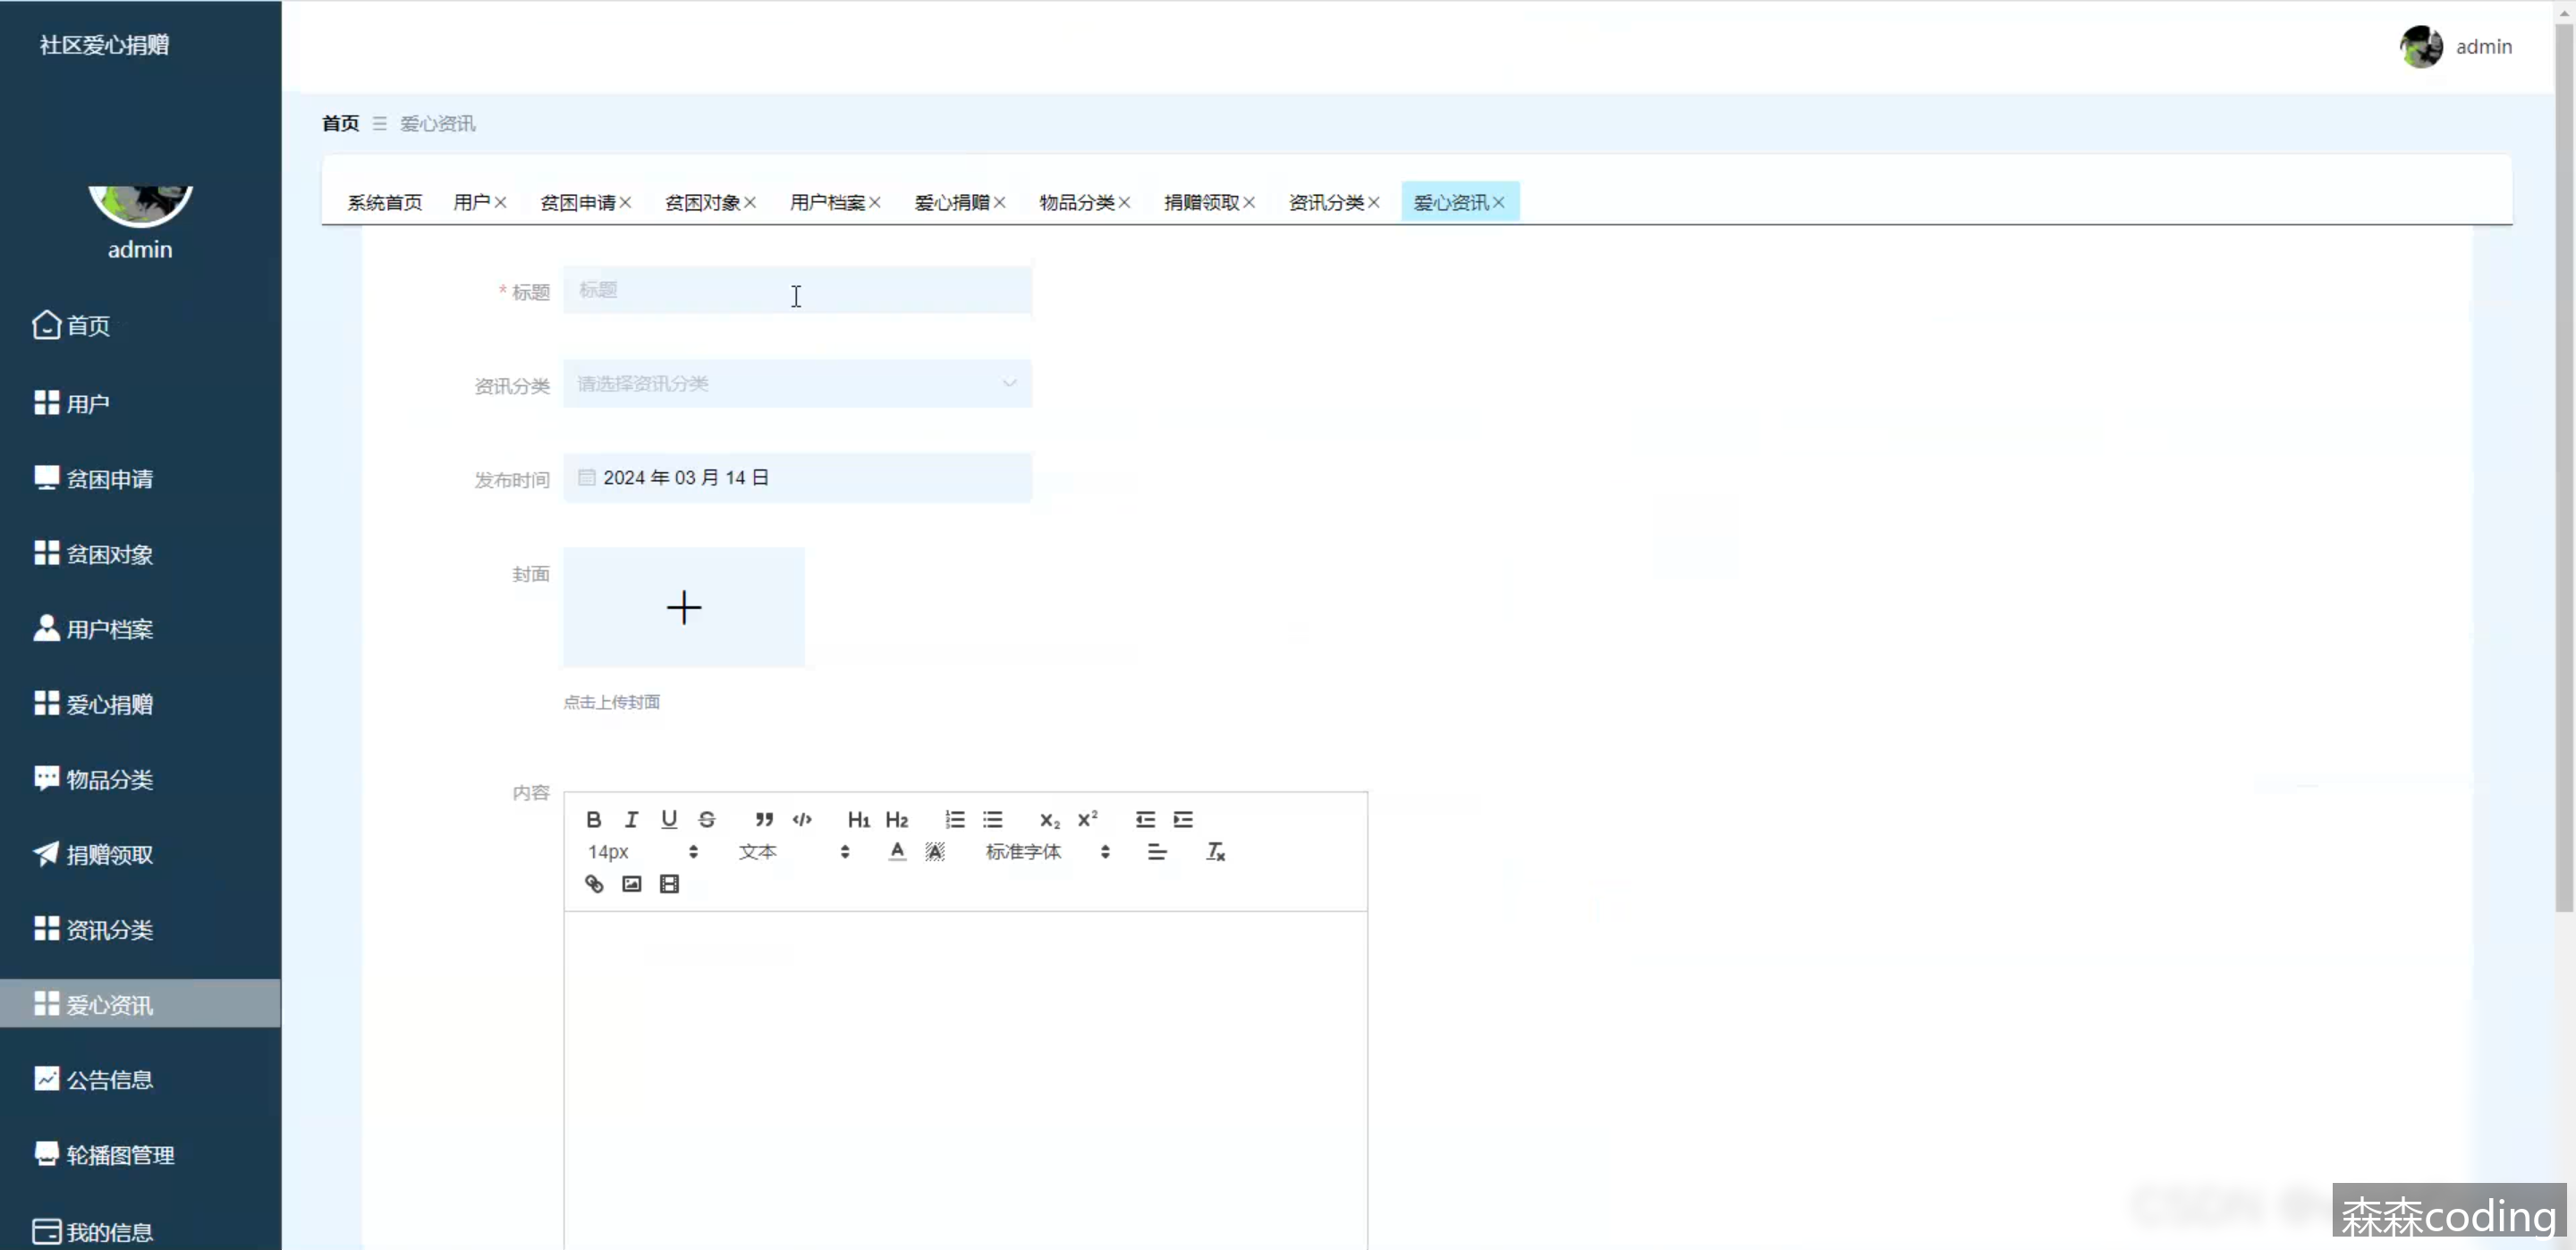 社区爱心捐赠
admin
首页
爱心资讯
系统首页
用户
贫困申请
贫困对象
用户档案
爱心捐赠
物品分类
捐赠领取
资讯分类
爱心资讯
admin
首页
用户
贫困申请
贫困对象
用户档案
爱心捐赠
物品分类
捐赠领取
资讯分类
爱心资讯
公告信息
轮播图管理
我的信息
* 标题
标题
资讯分类
请选择资讯分类
发布时间
2024 年 03 月 14 日
封面
点击上传封面
内容
B I U S H1 H2 X2 X2
14px 文本 A A 标准字体 Tx
森森coding